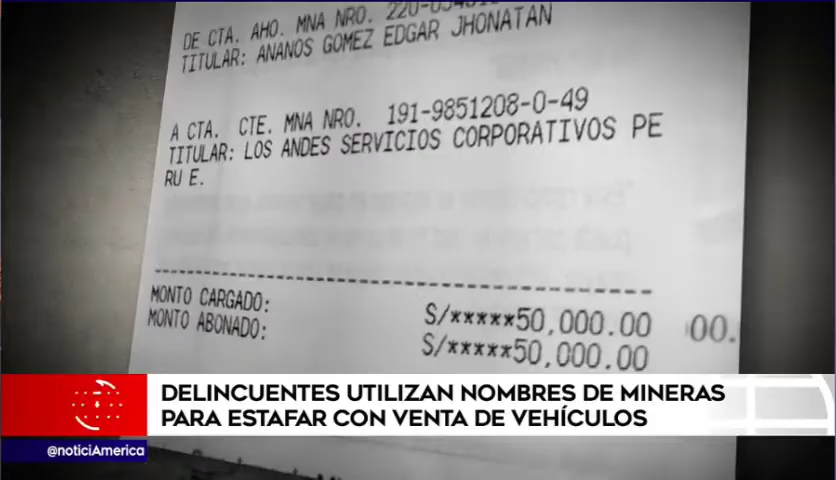 DE CTA. AHO. MNA NRO.
TITULAR: ANANOS GOMEZ EDGAR JHONATAN
A CTA. CTE. MNA NRO. 191-9851208-0-49
TITULAR: LOS ANDES SERVICIOS CORPORATIVOS PE
RU E.
MONTO CARGADO: S/*****50,000.00
MONTO ABONADO: S/*****50,000.00
00.
DELINCUENTES UTILIZAN NOMBRES DE MINERAS
PARA ESTAFAR CON VENTA DE VEHÍCULOS
@noticiAmerica